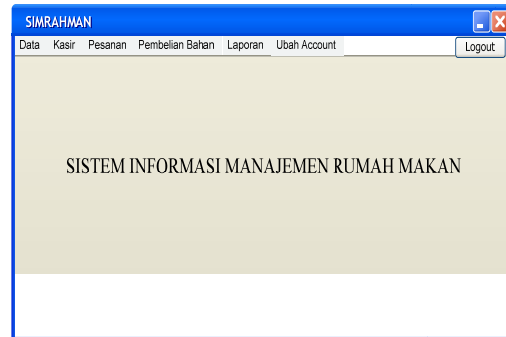 SIMRAHMAN
Data Kasir Pesanan Pembelian Bahan Laporan Ubah Account Logout
SISTEM INFORMASI MANAJEMEN RUMAH MAKAN